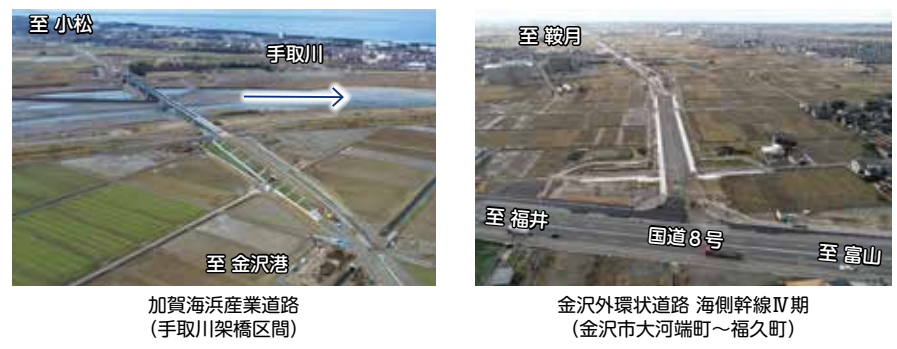 至 小松
手取川
至 金沢港
加賀海浜産業道路
（手取川架橋区間）
至 鞍月
至 福井
国道８号
至 富山
金沢外環状道路 海側幹線Ⅳ期
（金沢市大河端町～福久町）